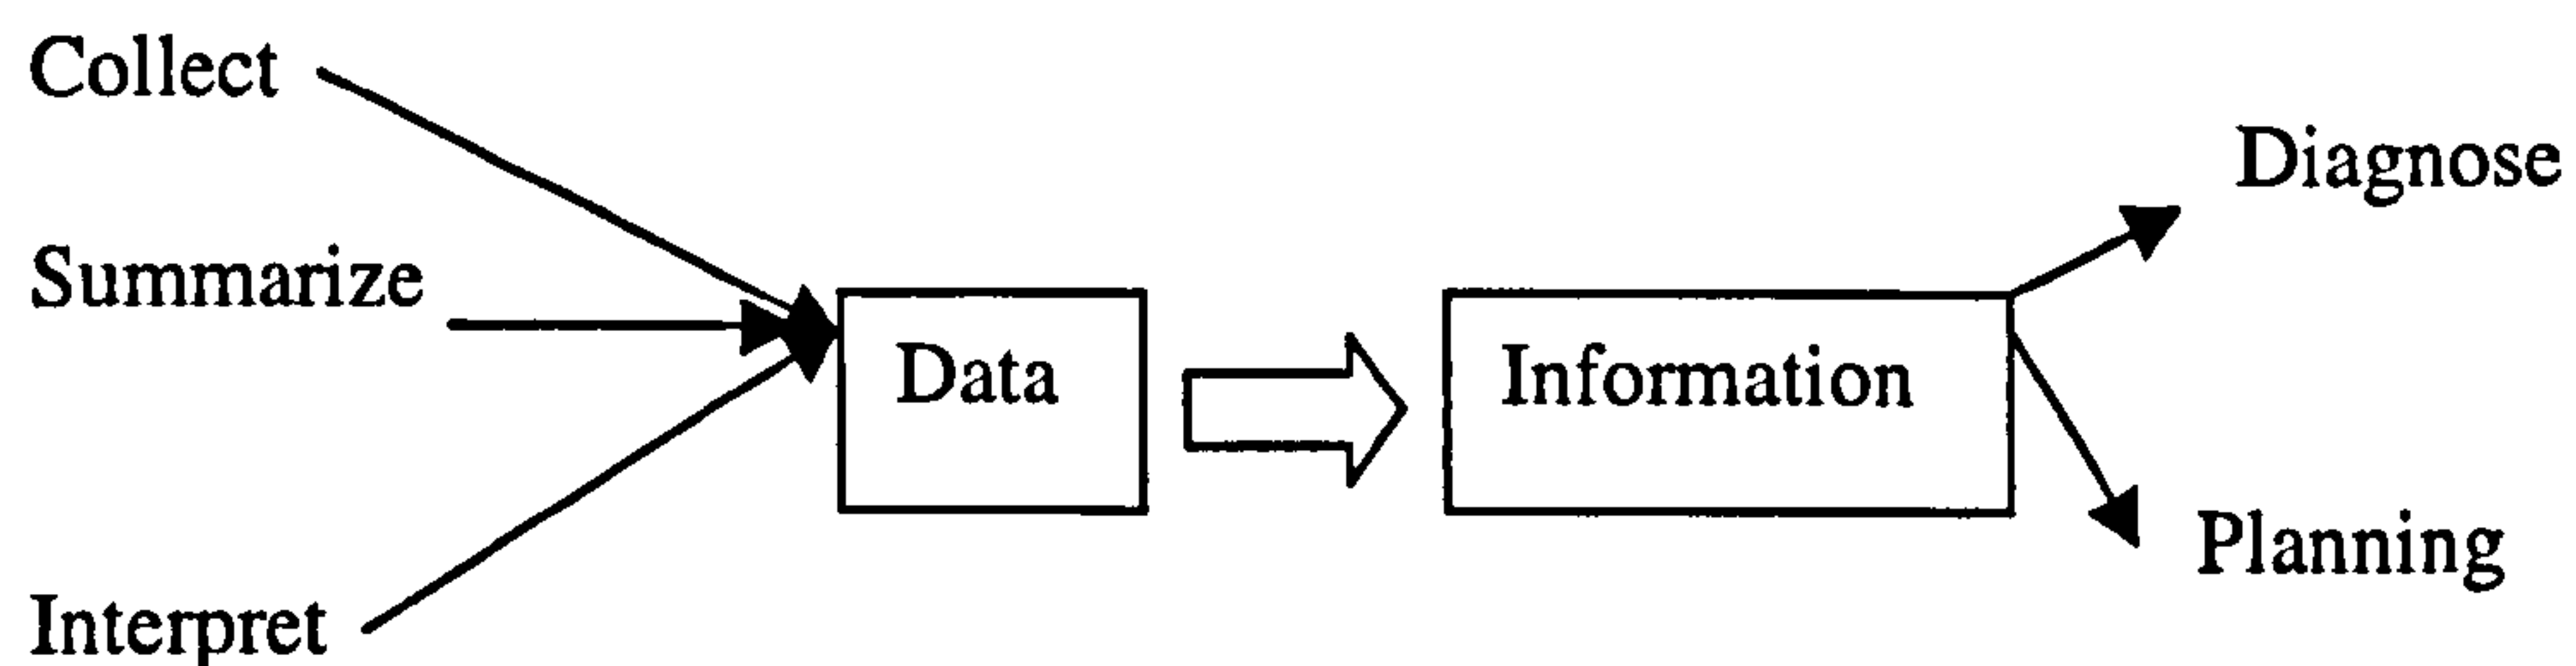 Collect
Summarize
Interpret
Data
Information
Diagnose
Planning